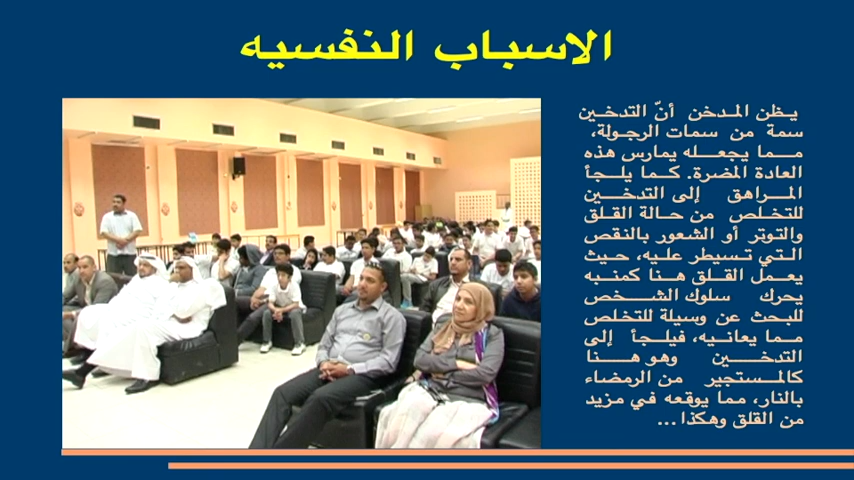 الاسباب النفسيه
يظن المدخن أنّ التدخين
سمة من سمات الرجولة،
مما يجعله يمارس هذه
العادة المضرة. كما يلجأ
المراهق إلى التدخين
للتخلص من حالة القلق
والتوتر أو الشعور بالنقص
التي تسيطر عليه، حيث
يعمل القلق هنا كمنبه
يحرك سلوك الشخص
للبحث عن وسيلة للتخلص
مما يعانيه، فيلجأ إلى
التدخين وهو هنا
كالمستجير من الرمضاء
بالنار، مما يوقعه في مزيد
من القلق وهكذا...